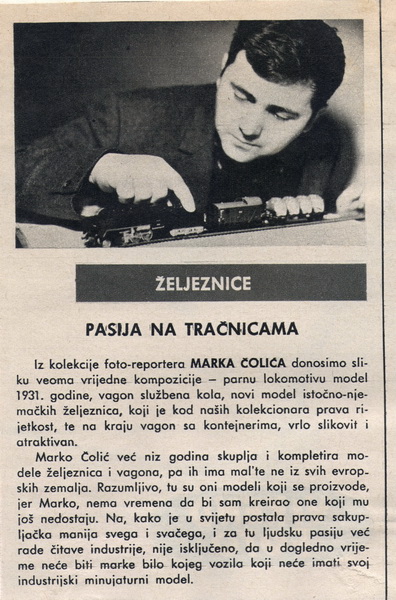 ŽELJEZNICE
PASIJA NA TRAČNICAMA
Iz kolekcije foto-reportera MARKA ČOLIĆA donosimo sli-
ku veoma vrijedne kompozicije – parnu lokomotivu model
1931. godine, vagon službena kola, novi model istočno-nje-
mačkih željeznica, koji je kod naših kolekcionara prava ri-
jetkost, te na kraju vagon sa kontejnerima, vrlo slikovit i
atraktivan.
Marko Čolić već niz godina skuplja i kompletira mo-
dele željeznica i vagona, pa ih ima mal'te ne iz svih evrop-
skih zemalja. Razumljivo, tu su oni modeli koji se proizvode,
jer Marko, nema vremena da bi sam kreirao one koji mu
još nedostaju. Na, kako je u svijetu postala prava sakup-
ljačka manija svega i svačega, i za tu ljudsku pasiju već
rade čitave industrije, nije isključeno, da u dogledno vrije-
me neće biti marke bilo kojeg vozila koji neće imati svoj
industrijski minujaturni model.